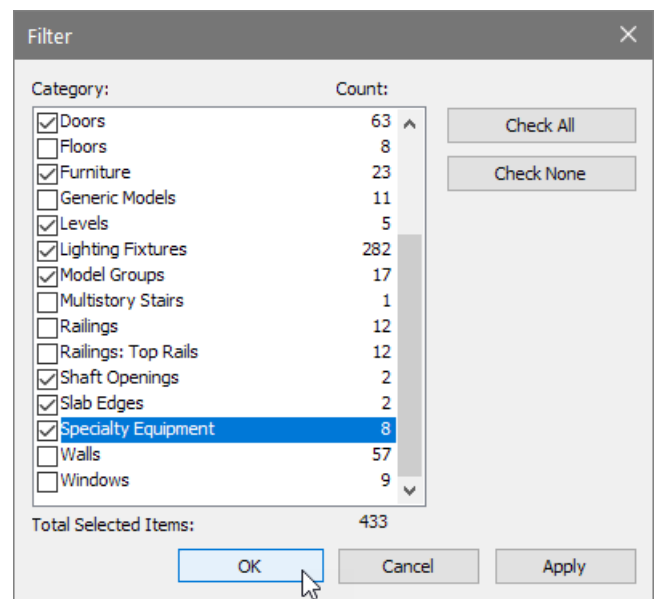 Filter
Category: Count:
Doors 63
Floors 8
Furniture 23
Generic Models 11
Levels 5
Lighting Fixtures 282
Model Groups 17
Multistory Stairs 1
Railings 12
Railings: Top Rails 12
Shaft Openings 2
Slab Edges 2
Specialty Equipment 8
Walls 57
Windows 9
Total Selected Items: 433
Check All
Check None
OK Cancel Apply